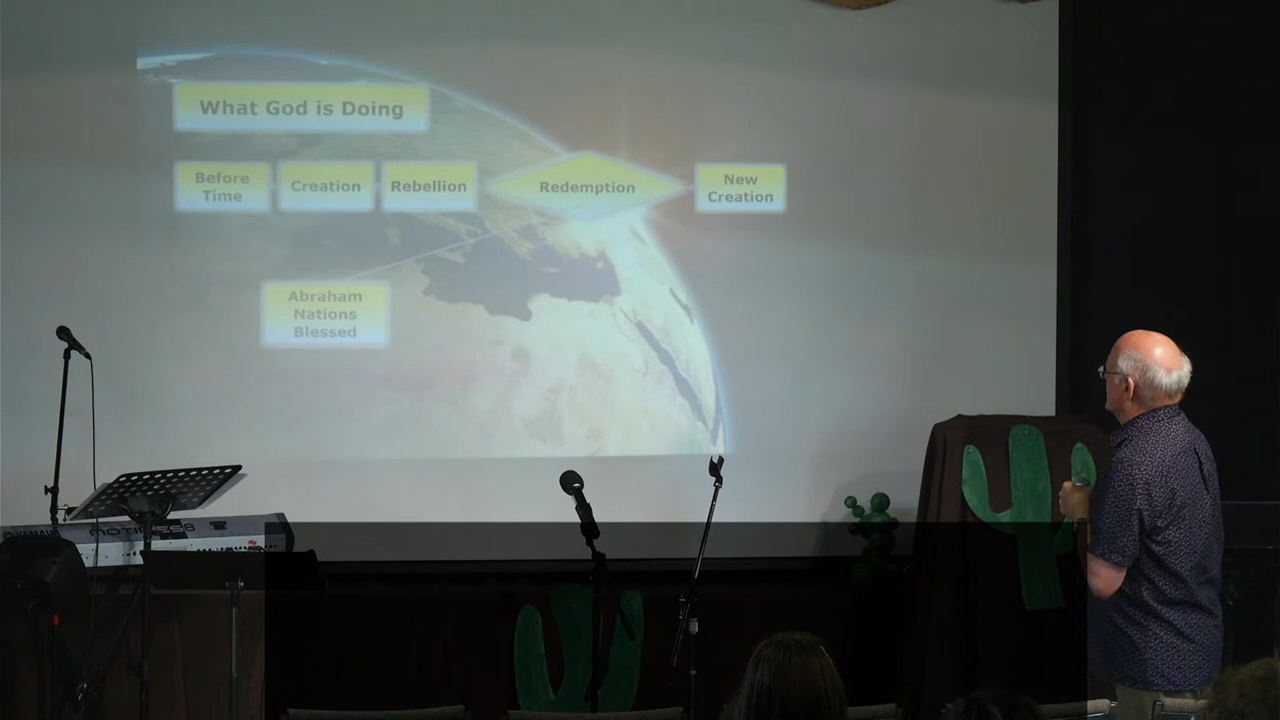 What God is Doing
Before
Time
Creation
Rebellion
Redemption
New
Creation
Abraham
Nations
Blessed